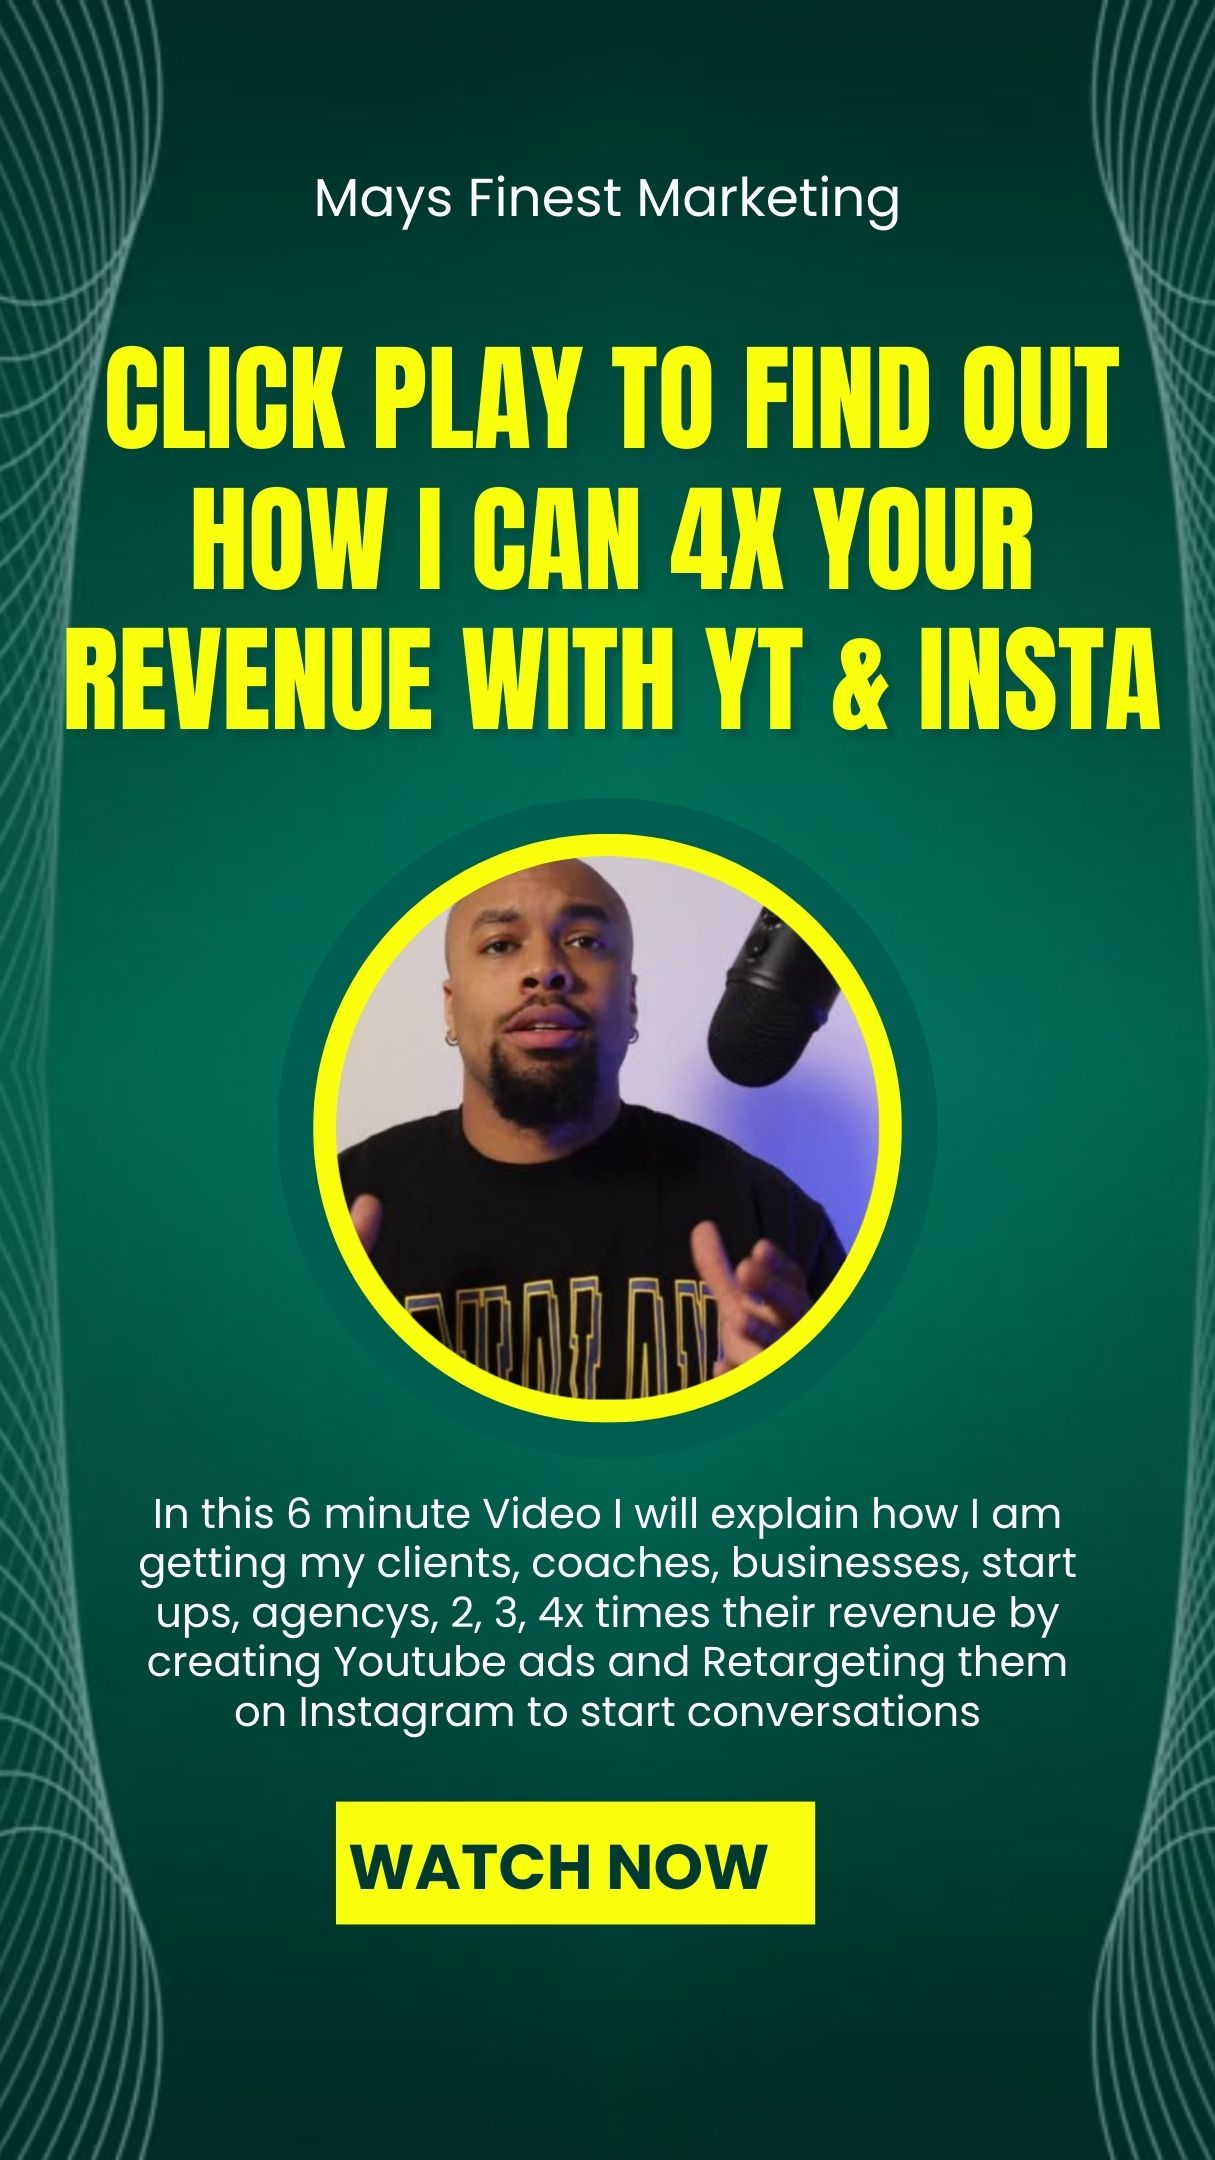 Mays Finest Marketing
CLICK PLAY TO FIND OUT
HOW I CAN 4X YOUR
REVENUE WITH YT & INSTA
In this 6 minute Video I will explain how I am
getting my clients, coaches, businesses, start
ups, agencys, 2, 3, 4x times their revenue by
creating Youtube ads and Retargeting them
on Instagram to start conversations
WATCH NOW